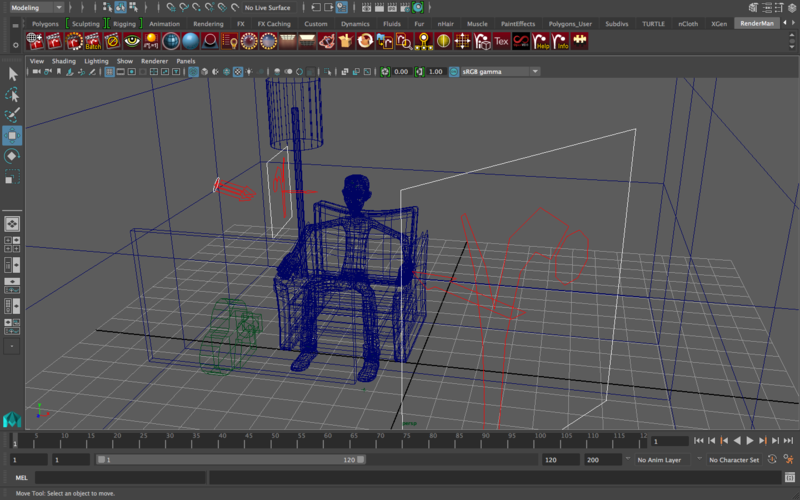 Modeling No Live Surface
Polygons Sculpting Rigging Animation Rendering FX FX Caching Custom Dynamics Fluids Fur nHair Muscle PaintEffects Polygons_User Subdivs TURTLE nCloth XGen RenderMan
Batch Tex Help Info
View Shading Lighting Show Renderer Panels
0.00 1.00 sRGB gamma
5 10 15 20 25 30 35 40 45 50 55 60 65 70 75 80 85 90 95 100 105 110 115 12
1 1
1 1 1 120 120 200 No Anim Layer No Character Set
MEL
Move Tool: Select an object to move.